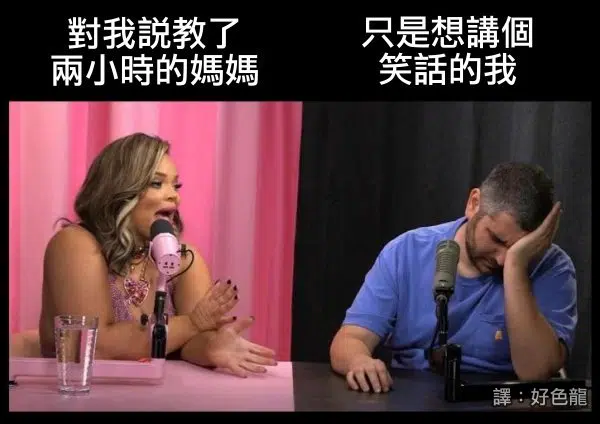 對我說教了
兩小時的媽媽
只是想講個
笑話的我
譯：好色龍